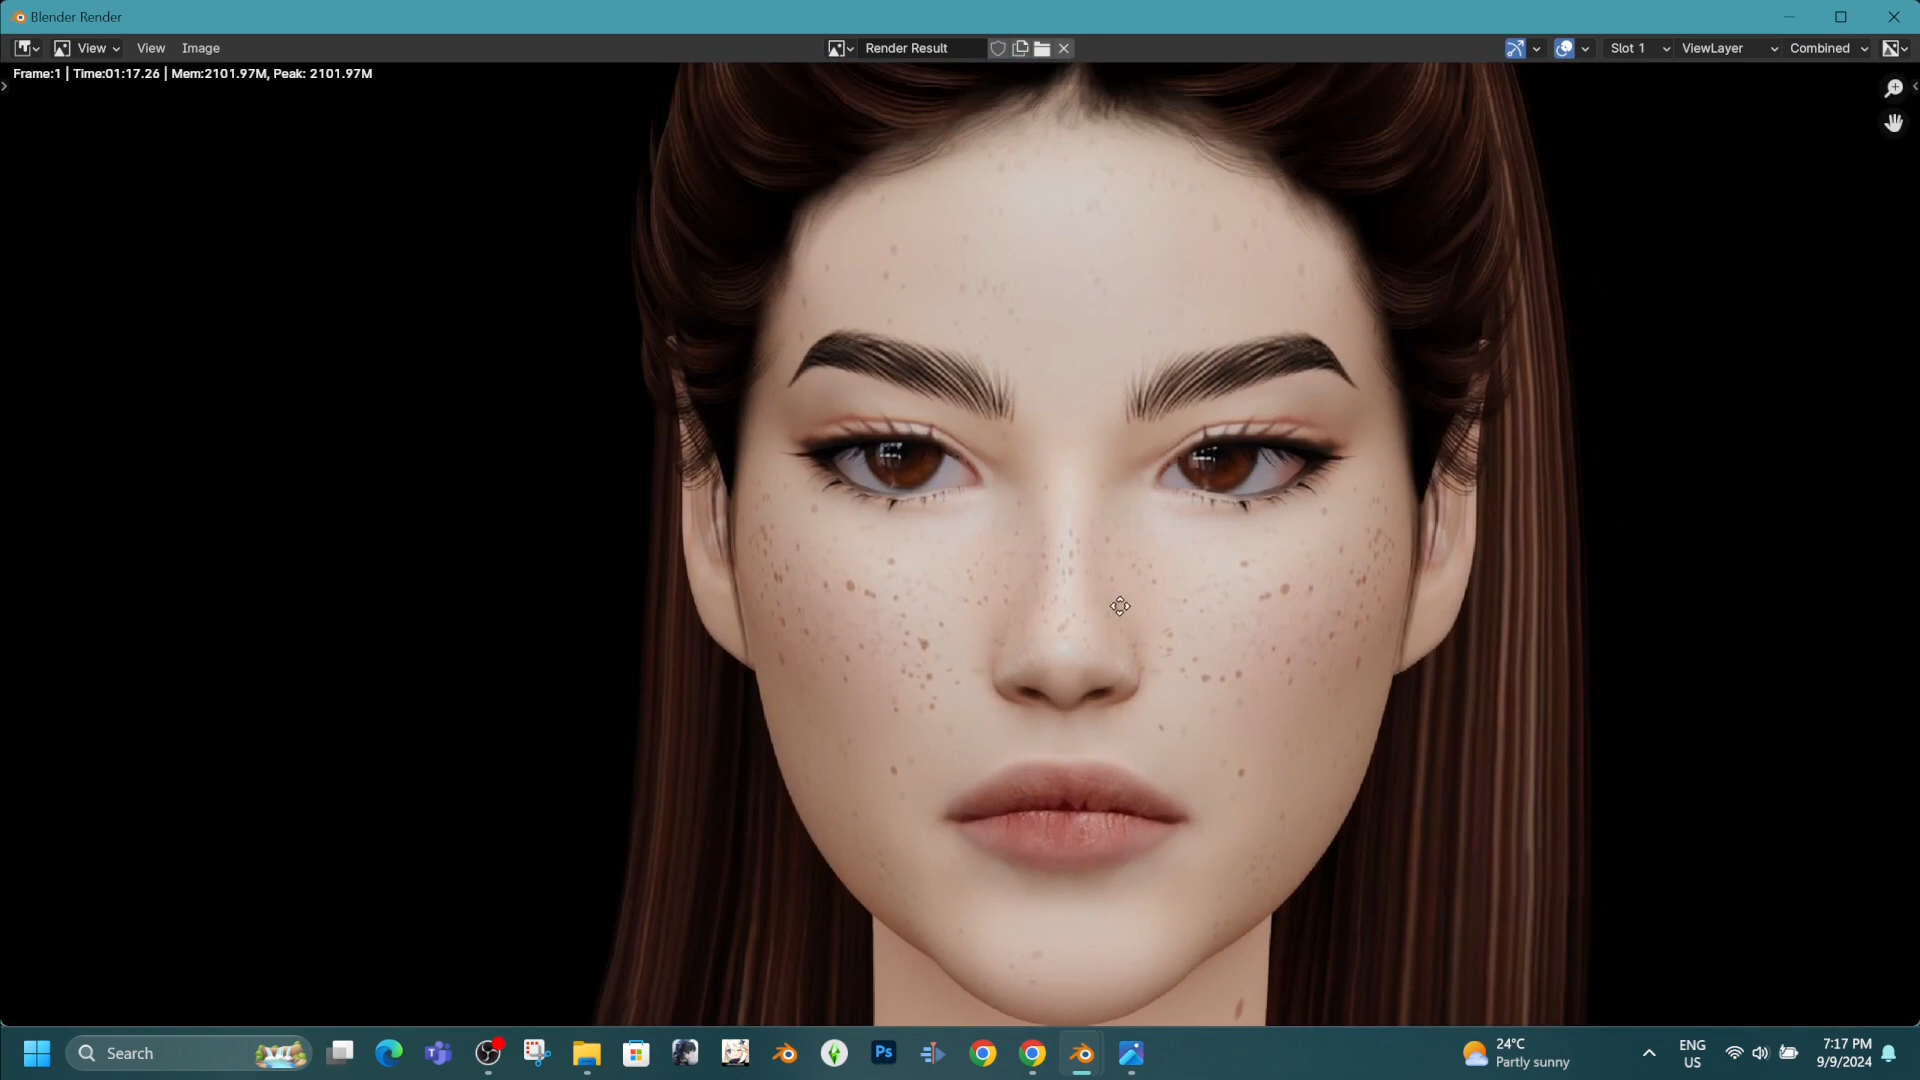 Blender Render
View View Image Render Result Slot 1 ViewLayer Combined
Frame:1 | Time:01:17.26 | Mem:2101.97M, Peak: 2101.97M
Search Ps 24°C Partly sunny ENG US 7:17 PM 9/9/2024